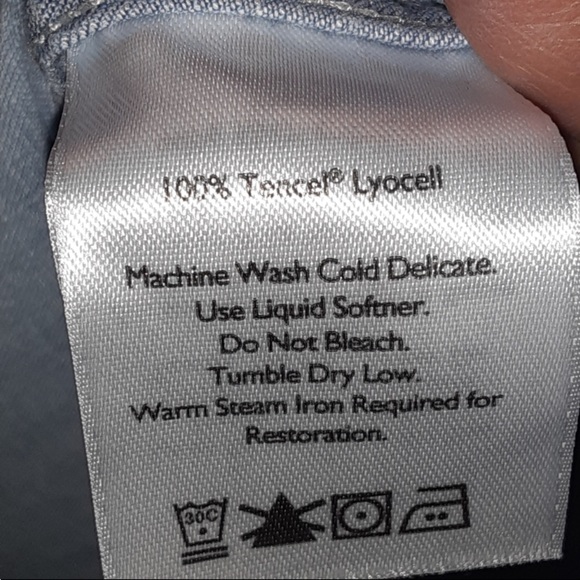 100% Tencel® Lyocell
Machine Wash Cold Delicate.
Use Liquid Softner.
Do Not Bleach.
Tumble Dry Low.
Warm Steam Iron Required for
Restoration.
30C